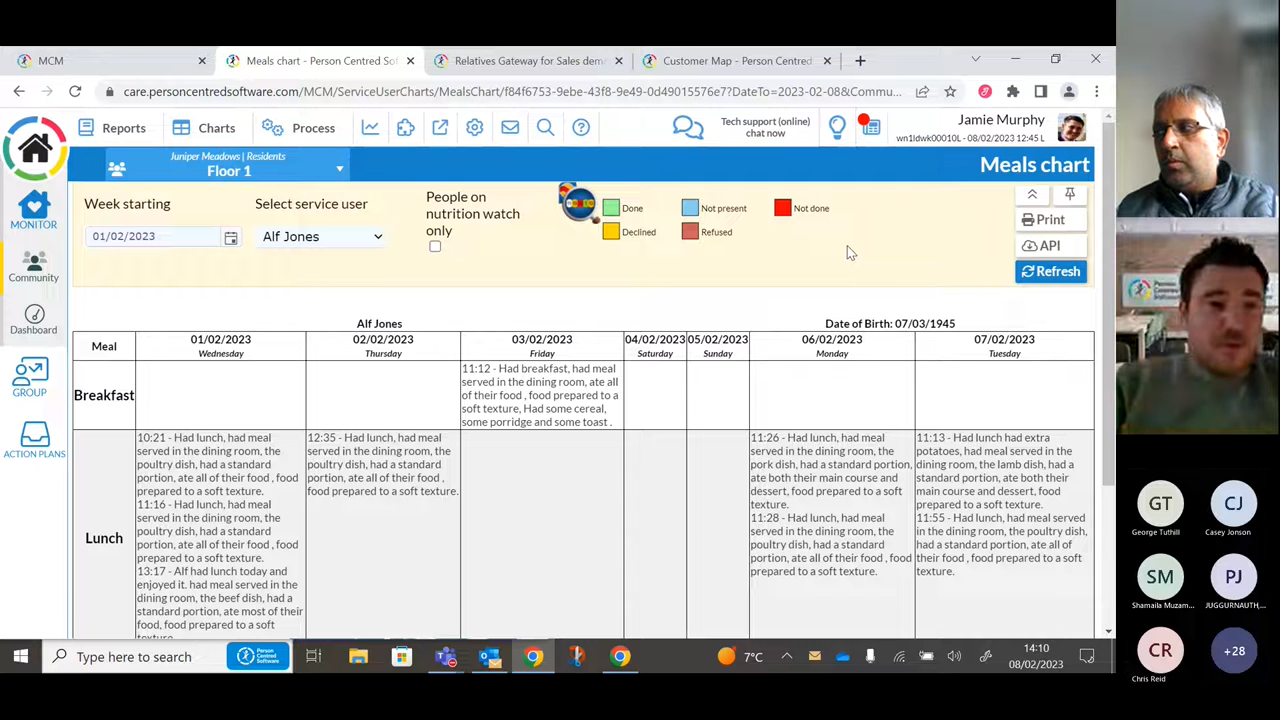 MCM
Meals chart - Person Centred Sof
Relatives Gateway for Sales dem
Customer Map - Person Centred
care.personcentredsoftware.com/MCM/ServiceUserCharts/MealsChart/f84f6753-9ebe-43f8-9e49-0d49015576e7?DateTo=2023-02-08&Commu...
Reports
Charts
Process
Tech support (online)
chat now
Jamie Murphy
wn1ldwk00010L - 08/02/2023 12:45 L
Juniper Meadows | Residents
Floor 1
Meals chart
MONITOR
Community
Dashboard
GROUP
ACTION PLANS
Week starting
01/02/2023
Select service user
Alf Jones
People on
nutrition watch
only
Done
Not present
Not done
Declined
Refused
Print
API
Refresh
Alf Jones
Date of Birth: 07/03/1945
Meal
01/02/2023
Wednesday
02/02/2023
Thursday
03/02/2023
Friday
04/02/2023
Saturday
05/02/2023
Sunday
06/02/2023
Monday
07/02/2023
Tuesday
Breakfast
11:12 - Had breakfast, had meal
served in the dining room, ate all
of their food , food prepared to a
soft texture, Had some cereal,
some porridge and some toast .
Lunch
10:21 - Had lunch, had meal
served in the dining room, the
poultry dish, had a standard
portion, ate all of their food , food
prepared to a soft texture.
11:16 - Had lunch, had meal
served in the dining room, the
poultry dish, had a standard
portion, ate all of their food , food
prepared to a soft texture.
13:17 - Alf had lunch today and
enjoyed it. had meal served in the
dining room, the beef dish, had a
standard portion, ate most of their
food, food prepared to a soft
texture.
12:35 - Had lunch, had meal
served in the dining room, the
poultry dish, had a standard
portion, ate all of their food , food
prepared to a soft texture.
11:26 - Had lunch, had meal
served in the dining room, the
pork dish, had a standard portion,
ate both their main course and
dessert, food prepared to a soft
texture.
11:28 - Had lunch, had meal
served in the dining room, the
poultry dish, had a standard
portion, ate all of their food , food
prepared to a soft texture.
11:13 - Had lunch had extra
potatoes, had meal served in the
dining room, the lamb dish, had a
standard portion, ate both their
main course and dessert, food
prepared to a soft texture.
11:55 - Had lunch, had meal served
in the dining room, the poultry dish,
had a standard portion, ate all of
their food , food prepared to a soft
texture.
Type here to search
Person
Centred
Software
7°C
14:10
08/02/2023
GT
George Tuthill
CJ
Casey Jonson
SM
Shamaila Muzam...
PJ
JUGGURNAUTH,...
CR
Chris Reid
+28